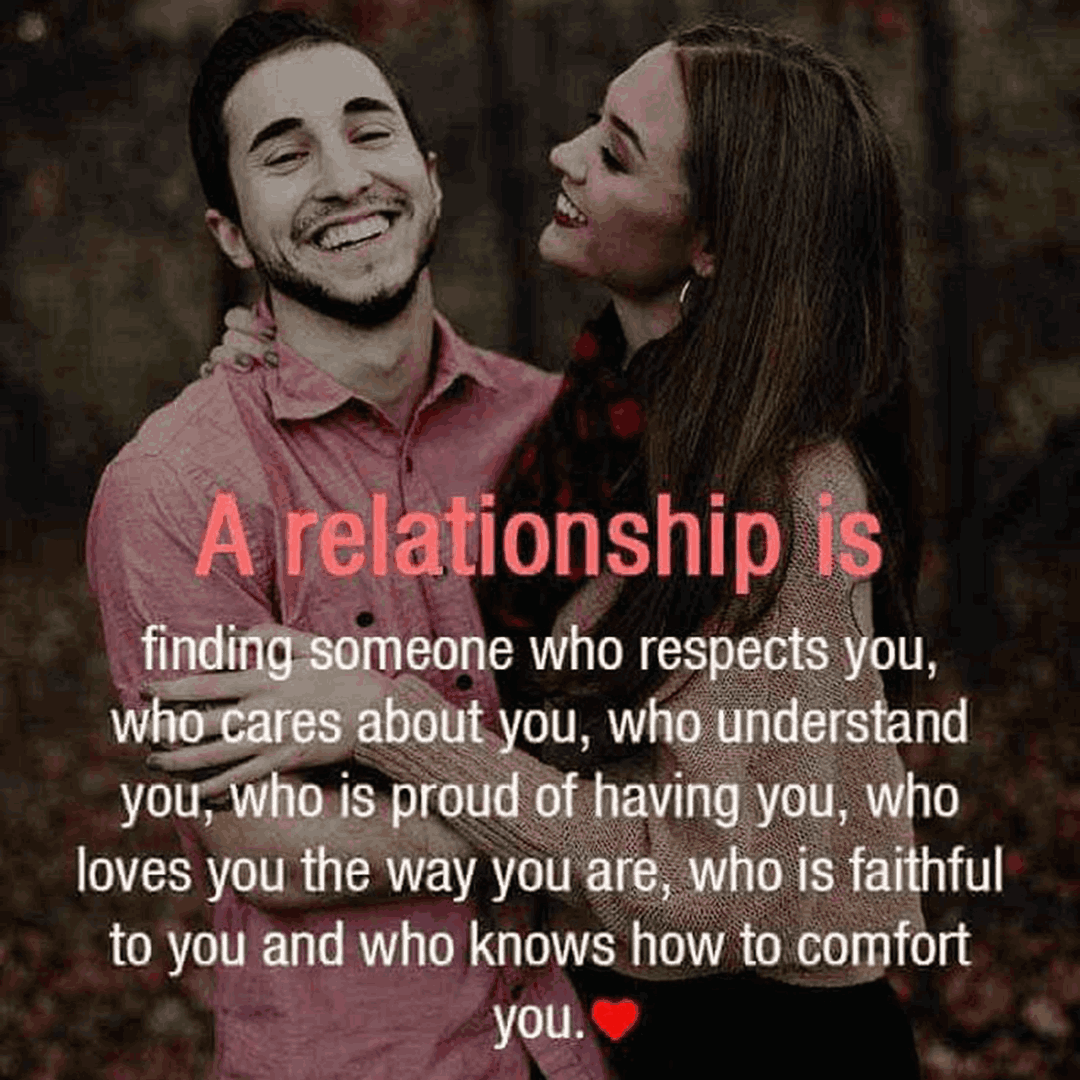 A relationship is
finding someone who respects you,
who cares about you, who understand
you, who is proud of having you, who
loves you the way you are, who is faithful
to you and who knows how to comfort
you.❤